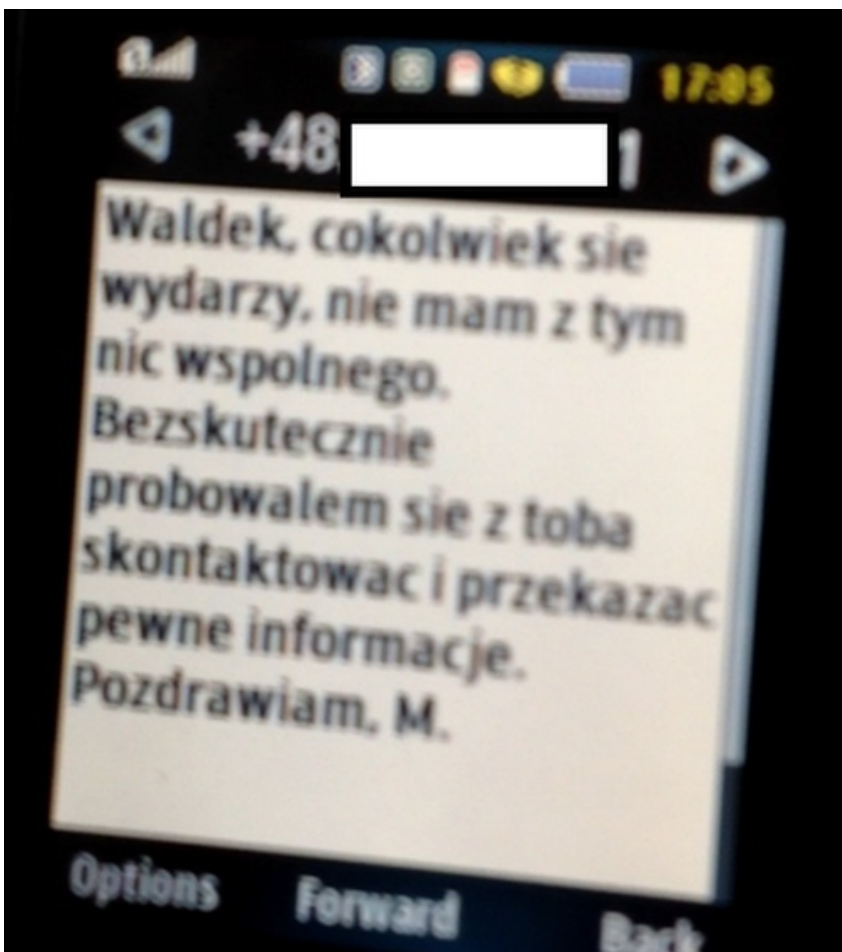 17:05
+48 1
Waldek, cokolwiek sie
wydarzy, nie mam z tym
nic wspolnego.
Bezskutecznie
probowalem sie z toba
skontaktowac i przekazac
pewne informacje.
Pozdrawiam, M.
Options Forward Back